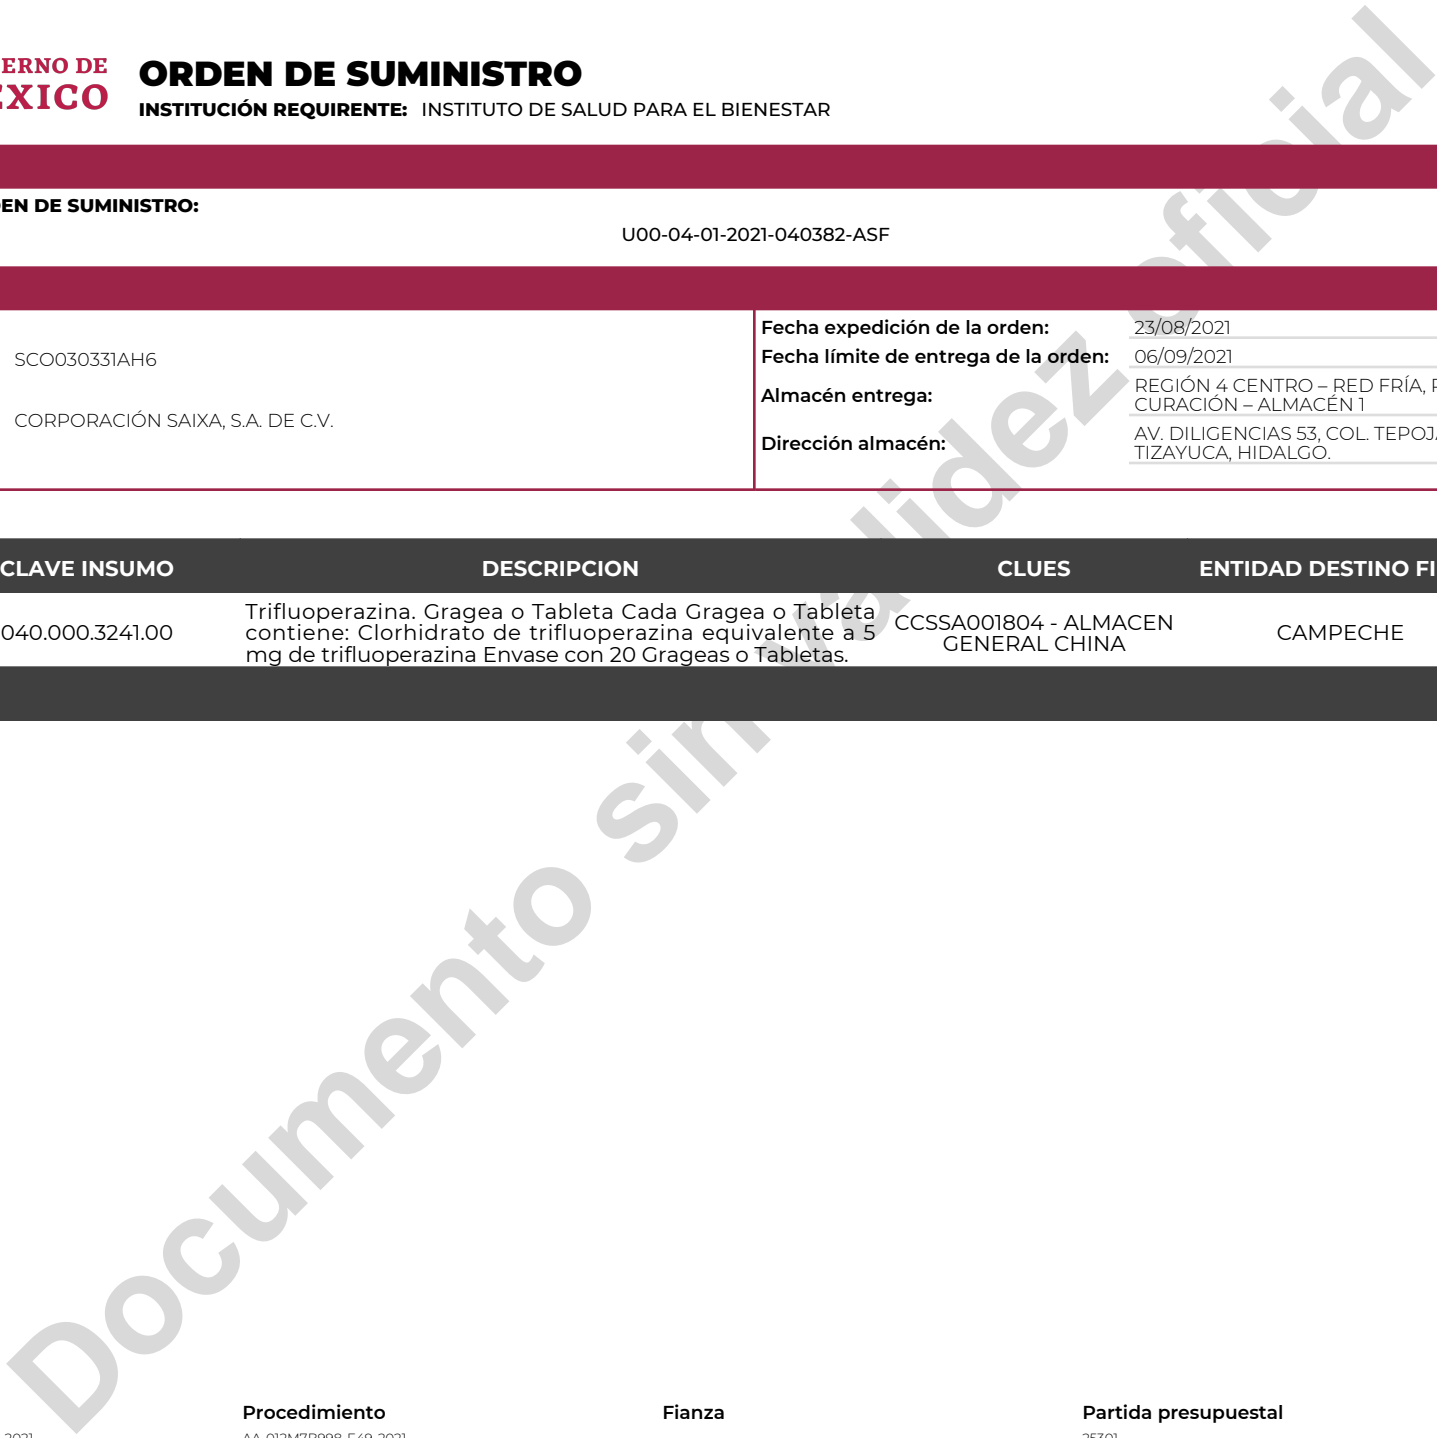 ERNO DE
ORDEN DE SUMINISTRO
INSTITUCIÓN REQUIRENTE: INSTITUTO DE SALUD PARA EL BIENESTAR
EN DE SUMINISTRO:
U00-04-01-2021-040382-ASF
Fecha expedición de la orden: 23/08/2021
SCO030331AH6
Fecha límite de entrega de la orden: 06/09/2021
Almacén entrega: REGIÓN 4 CENTRO – RED FRÍA,
CURACIÓN – ALMACÉN 1
CORPORACIÓN SAIXA, S.A. DE C.V.
Dirección almacén: AV. DILIGENCIAS 53, COL.
TIZAYUCA, HIDALGO.
CLAVE INSUMO DESCRIPCION CLUES ENTIDAD DESTINO
040.000.3241.00
Trifluoperazina. Gragea o Tableta Cada Gragea o Tableta
contiene: Clorhidrato de trifluoperazina equivalente a 5
mg de trifluoperazina Envase con 20 Grageas o Tabletas.
CCSSA001804 - ALMACEN
GENERAL CHINA
CAMPECHE
Documento sin validez oficial
Procedimiento Fianza Partida presupuestal